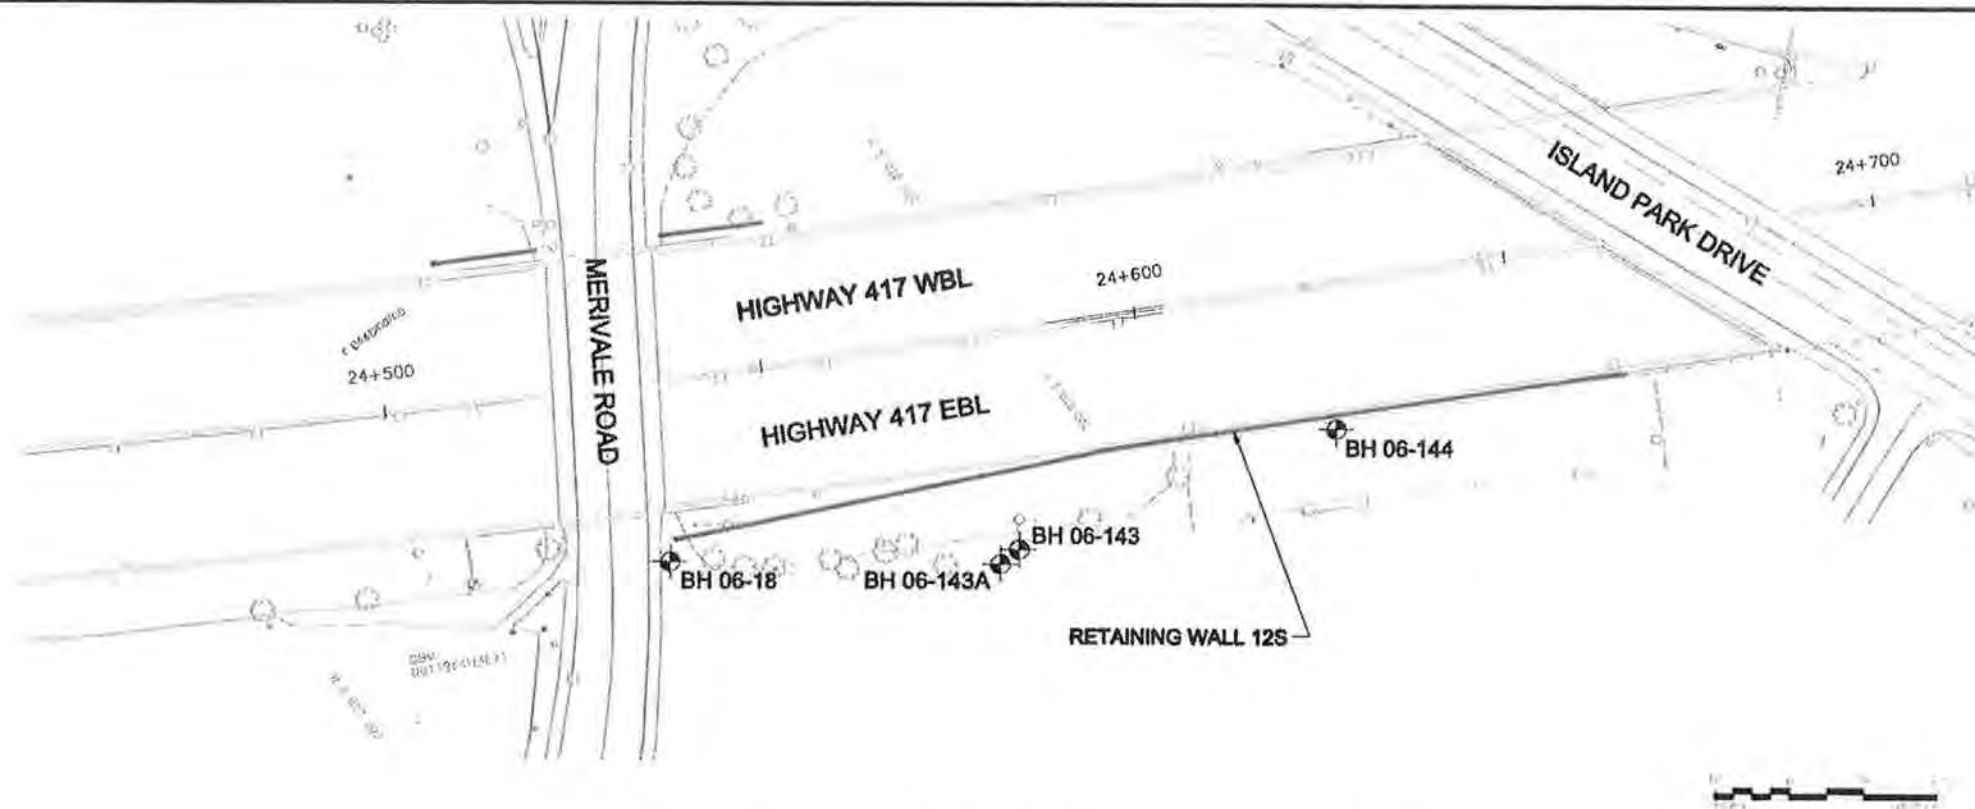 ISLAND PARK DRIVE
24+700
MERIVALE ROAD
HIGHWAY 417 WBL
24+600
24+500
HIGHWAY 417 EBL
BH 06-144
BH 06-143
BH 06-18
BH 06-143A
RETAINING WALL 12S